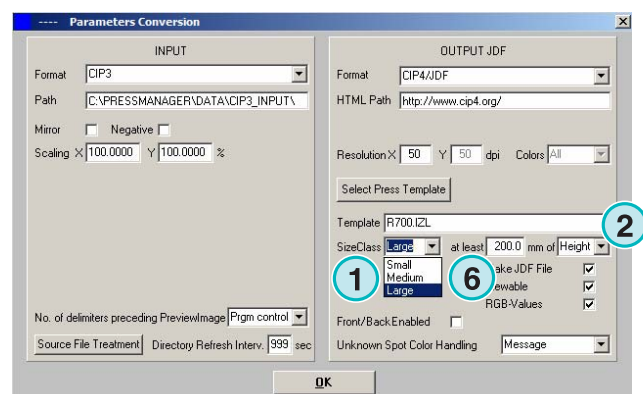 ---- Parameters Conversion
INPUT
Format CIP3
Path C:\PRESSMANAGER\DATA\CIP3_INPUT\
Mirror Negative
Scaling X 100.0000 Y 100.0000 %
No. of delimiters preceding PreviewImage Prgm control
Source File Treatment Directory Refresh Interv. 999 sec
OUTPUT JDF
Format CIP4/JDF
HTML Path http://www.cip4.org/
Resolution X 50 Y 50 dpi Colors All
Select Press Template
Template R700.IZL
2
SizeClass Large at least 200.0 mm of Height
Small
Medium
Large
1
6
ake JDF File
ewable
RGB-Values
Front/Back Enabled
Unknown Spot Color Handling Message
OK